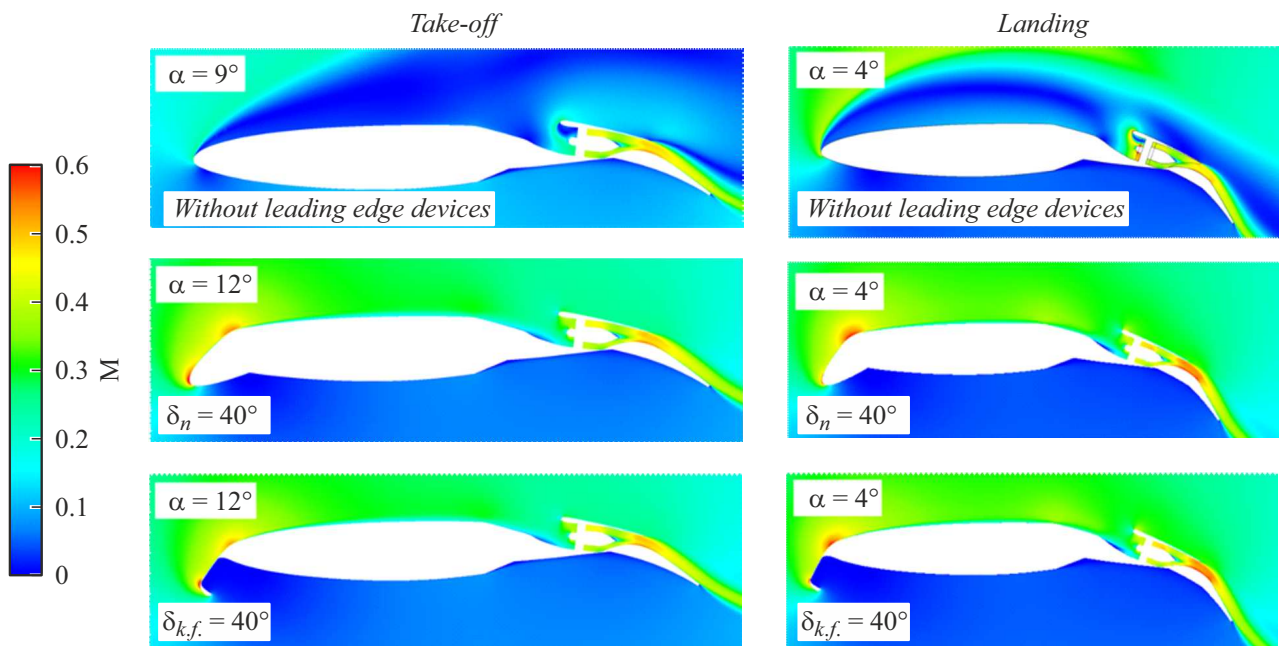 Take-off
Landing
α = 9°
α = 4°
Without leading edge devices
Without leading edge devices
0.6
0.5
0.4
0.3
0.2
0.1
0
M
α = 12°
α = 4°
δn = 40°
δn = 40°
α = 12°
α = 4°
δk.f. = 40°
δk.f. = 40°